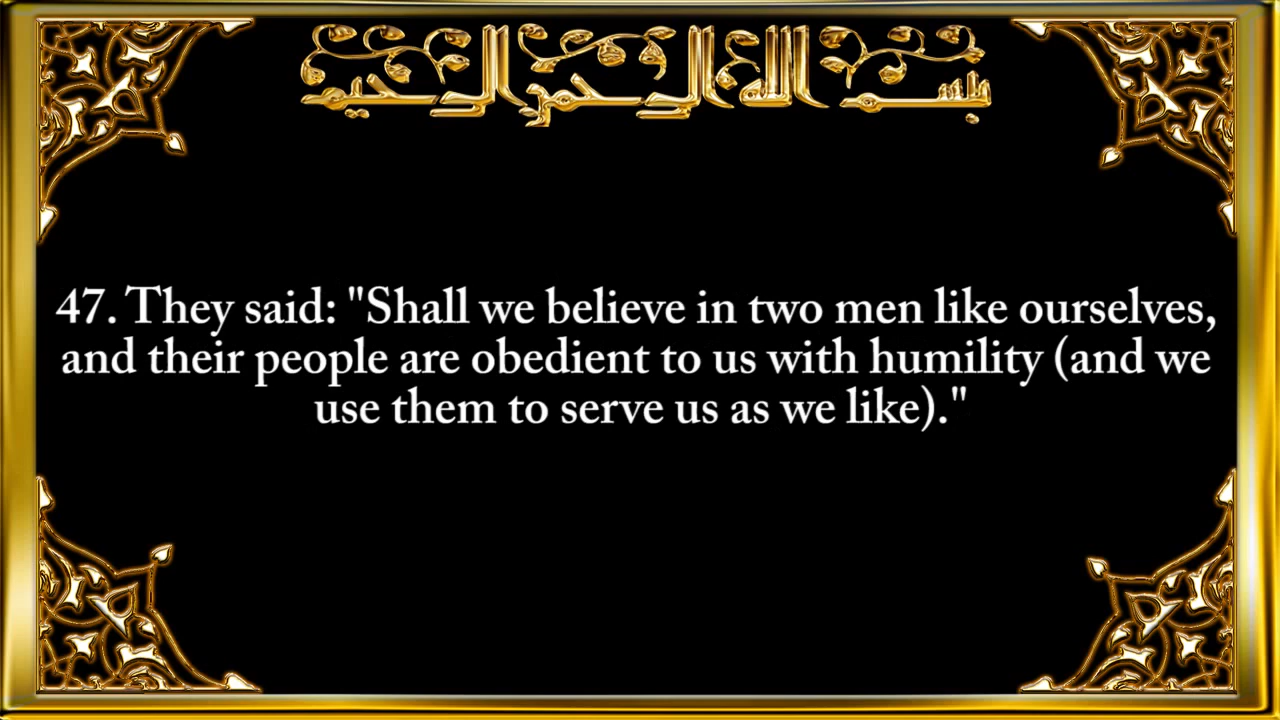 بسم الله الرحمن الرحيم
47. They said: "Shall we believe in two men like ourselves,
and their people are obedient to us with humility (and we
use them to serve us as we like)."